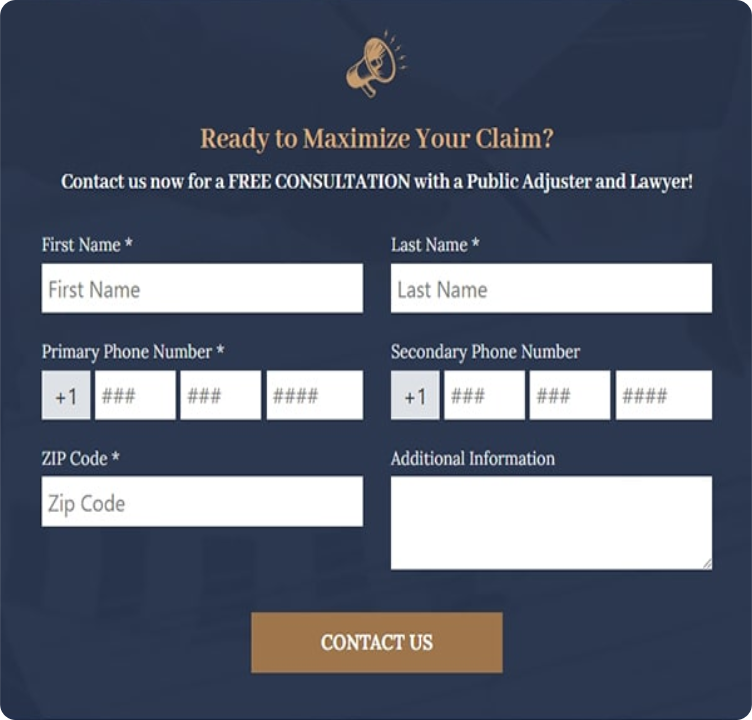 Ready to Maximize Your Claim?
Contact us now for a FREE CONSULTATION with a Public Adjuster and Lawyer!
First Name *
Last Name *
First Name
Last Name
Primary Phone Number *
Secondary Phone Number
+1 ### ### ####
+1 ### ### ####
ZIP Code *
Additional Information
Zip Code
CONTACT US